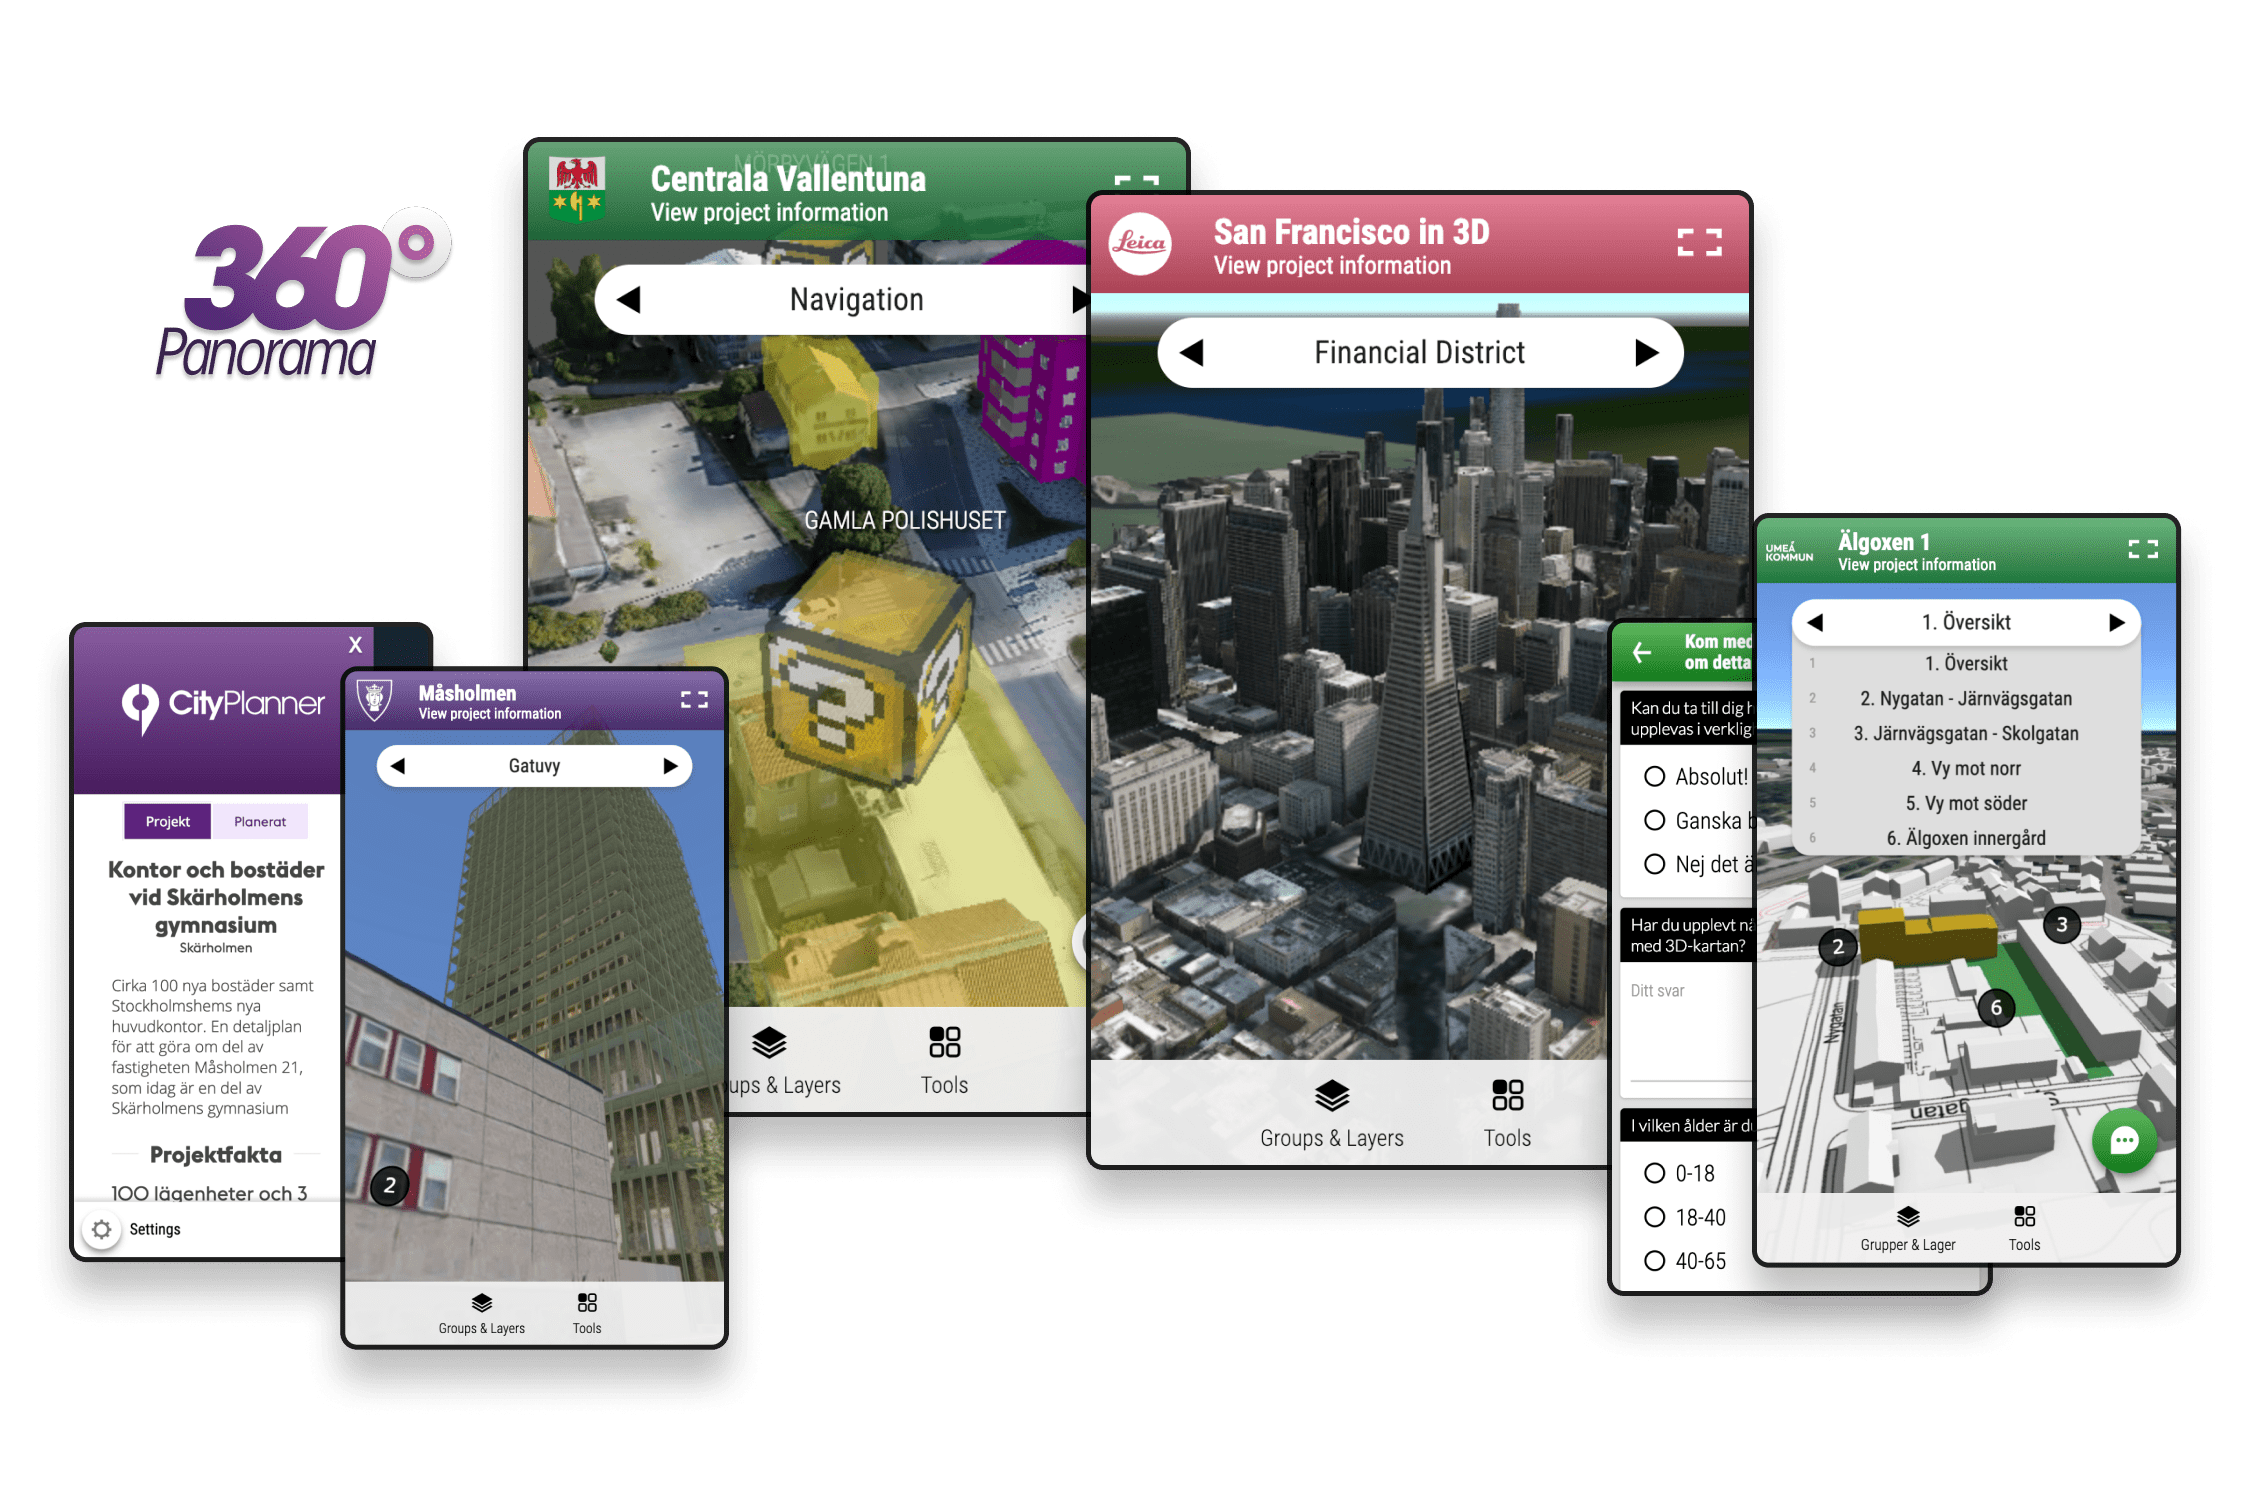 360°
Panorama
X
CityPlanner
Projekt
Planerat
Kontor och bostäder
vid Skärholmens
gymnasium
Skärholmen
Cirka 100 nya bostäder samt
Stockholmshems nya
huvudkontor. En detaljplan
för att göra om del av
fastigheten Måsholmen 21,
som idag är en del av
Skärholmens gymnasium
Projektfakta
100 lägenheter och 3
Settings
Måsholmen
View project information
Gatuvy
2
Groups & Layers
Tools
MÖRBYVÄGEN 1
Centrala Vallentuna
View project information
Navigation
GAMLA POLISHUSET
?
?
ups & Layers
Tools
Leica
San Francisco in 3D
View project information
Financial District
Groups & Layers
Tools
Kom med
om detta
Kan du ta till dig h
upplevas i verklig
Absolut!
Ganska b
Nej det ä
Har du upplevt nå
med 3D-kartan?
Ditt svar
I vilken ålder är du
0-18
18-40
40-65
UMEÅ
KOMMUN
Älgoxen 1
View project information
1. Översikt
1 1. Översikt
2 2. Nygatan - Järnvägsgatan
3 3. Järnvägsgatan - Skolgatan
4 4. Vy mot norr
5 5. Vy mot söder
6 6. Älgoxen innergård
2
3
6
Nygatan
Grupper & Lager
Tools